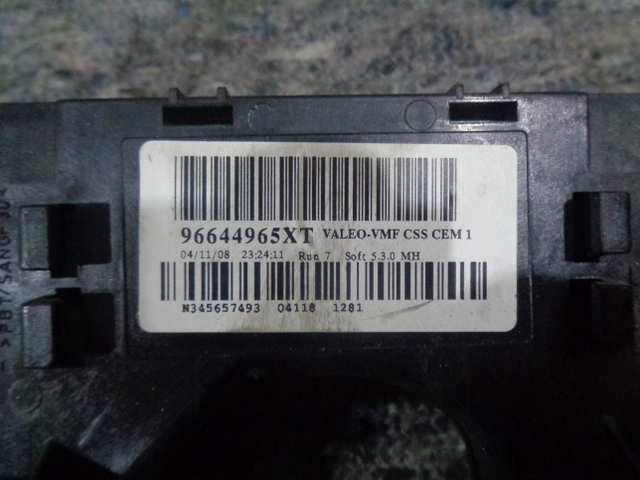 96644965XT VALEO-VMF CSS CEM 1
04/11/08 23:24:11 Run 7 Soft 5.3.0 MH
N345657493 04118 1281